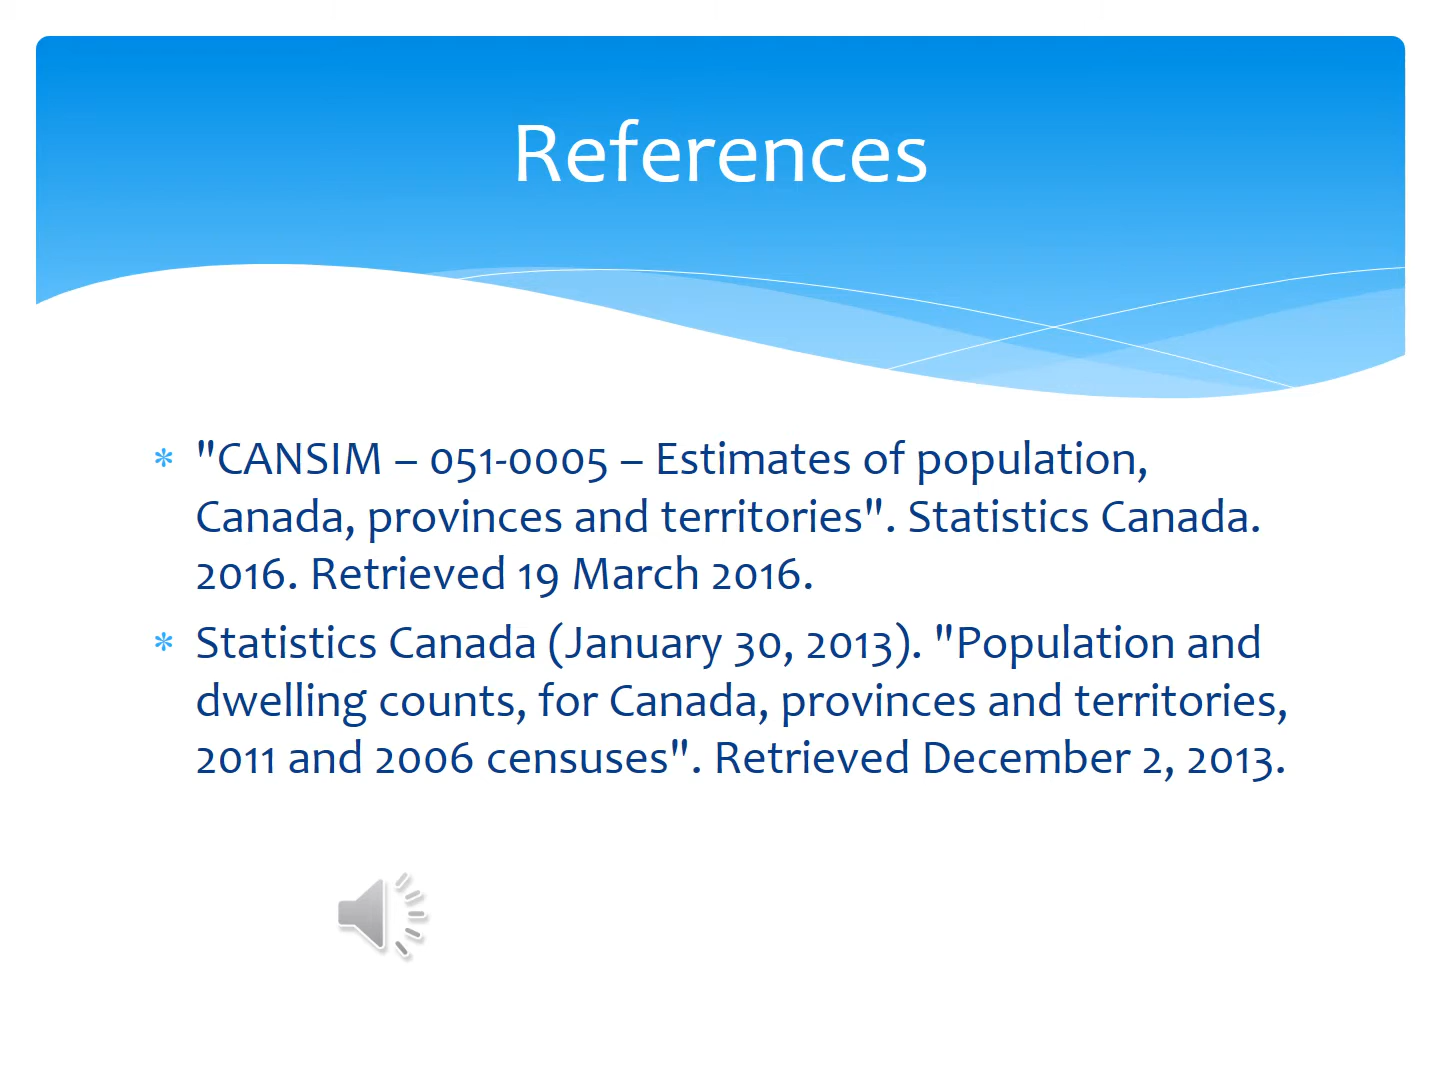 References
"CANSIM – 051-0005 – Estimates of population,
Canada, provinces and territories". Statistics Canada.
2016. Retrieved 19 March 2016.
Statistics Canada (January 30, 2013). "Population and
dwelling counts, for Canada, provinces and territories,
2011 and 2006 censuses". Retrieved December 2, 2013.